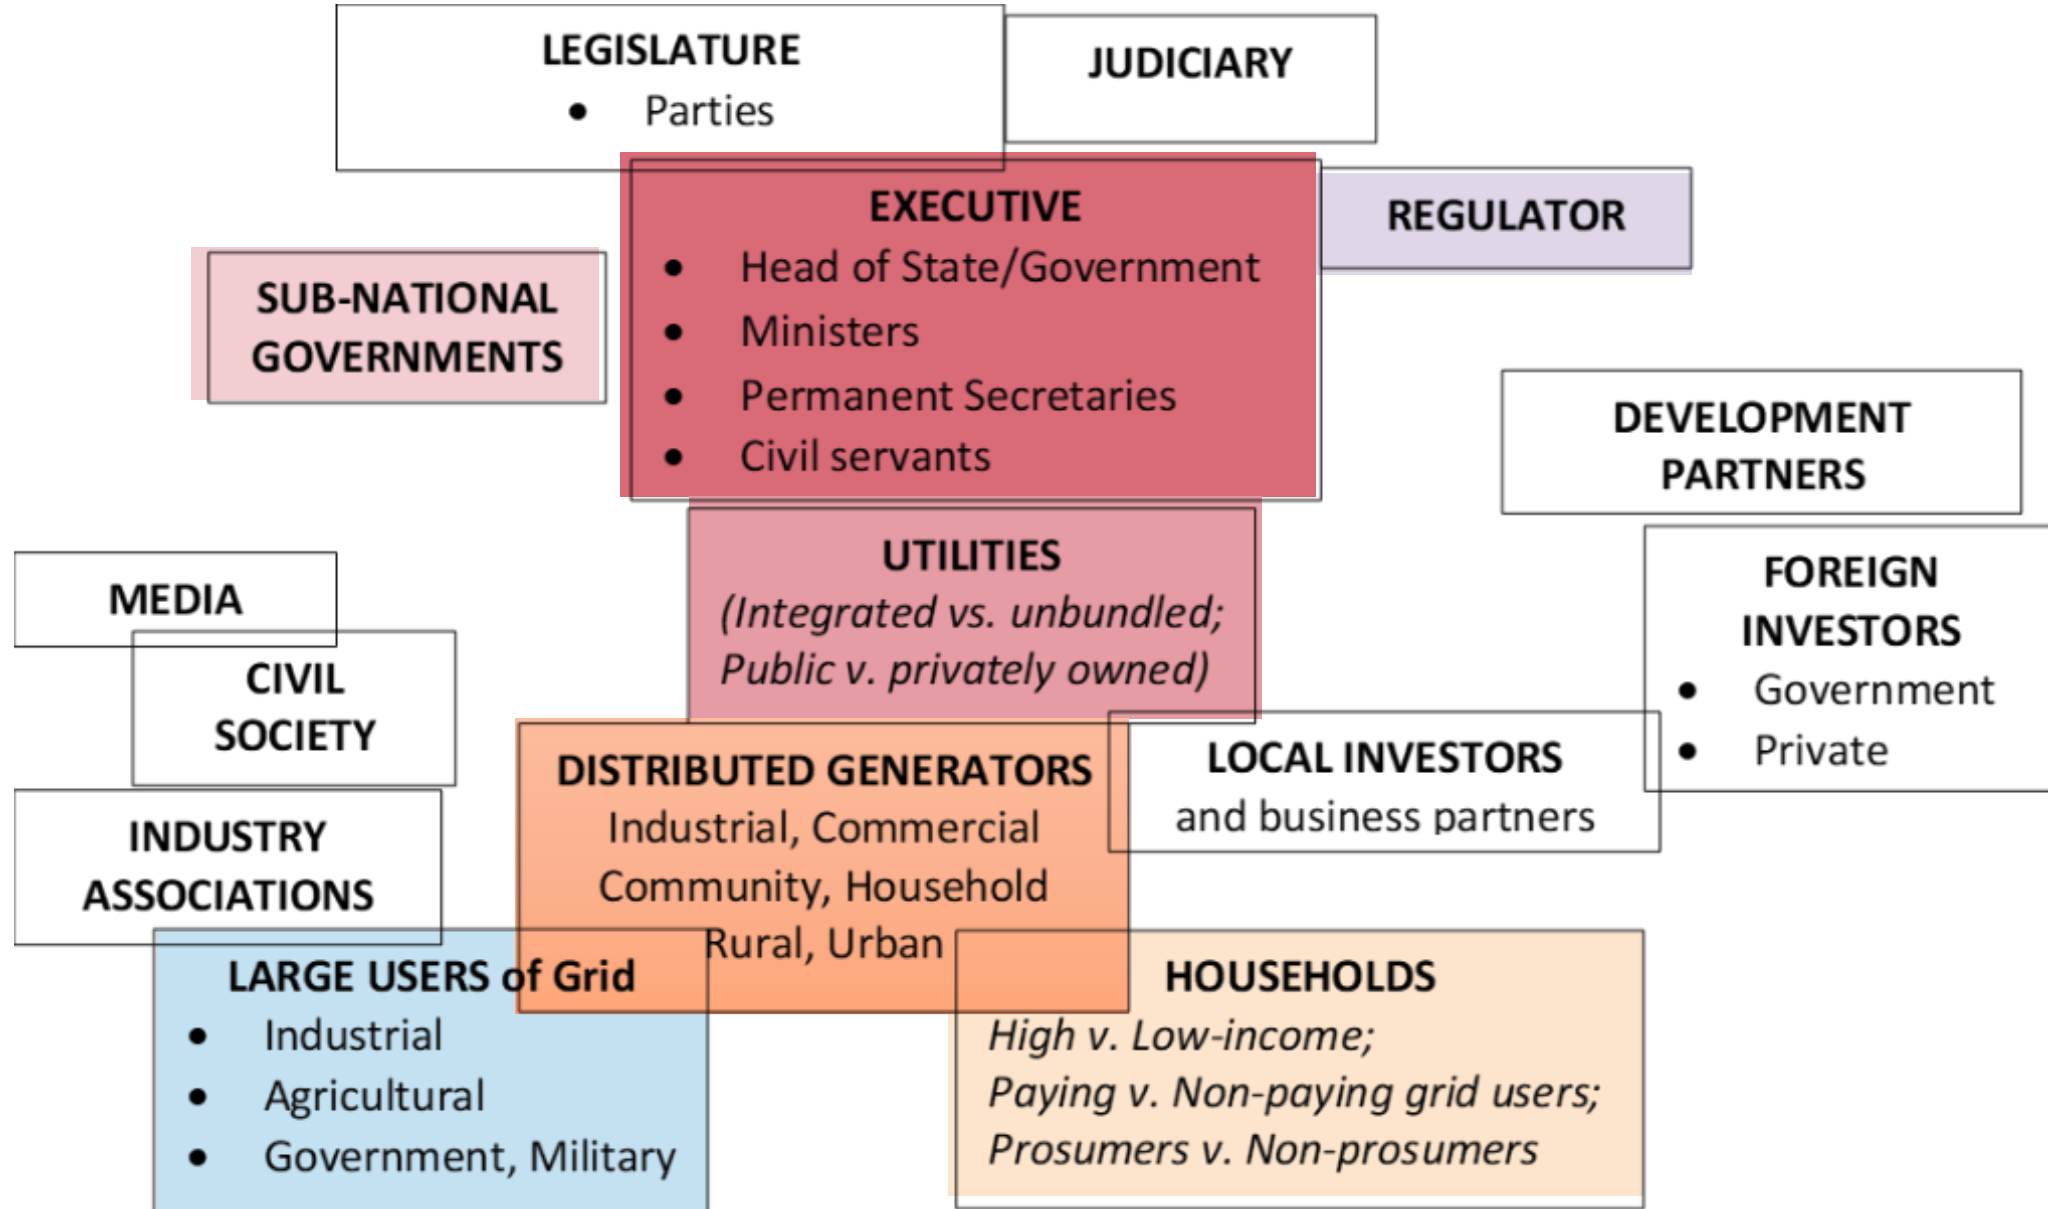 LEGISLATURE
• Parties
JUDICIARY
EXECUTIVE
• Head of State/Government
• Ministers
• Permanent Secretaries
• Civil servants
REGULATOR
SUB-NATIONAL
GOVERNMENTS
DEVELOPMENT
PARTNERS
UTILITIES
(Integrated vs. unbundled;
Public v. privately owned)
FOREIGN
INVESTORS
• Government
• Private
MEDIA
CIVIL
SOCIETY
DISTRIBUTED GENERATORS
Industrial, Commercial
Community, Household
Rural, Urban
LOCAL INVESTORS
and business partners
INDUSTRY
ASSOCIATIONS
LARGE USERS of Grid
• Industrial
• Agricultural
• Government, Military
HOUSEHOLDS
High v. Low-income;
Paying v. Non-paying grid users;
Prosumers v. Non-prosumers